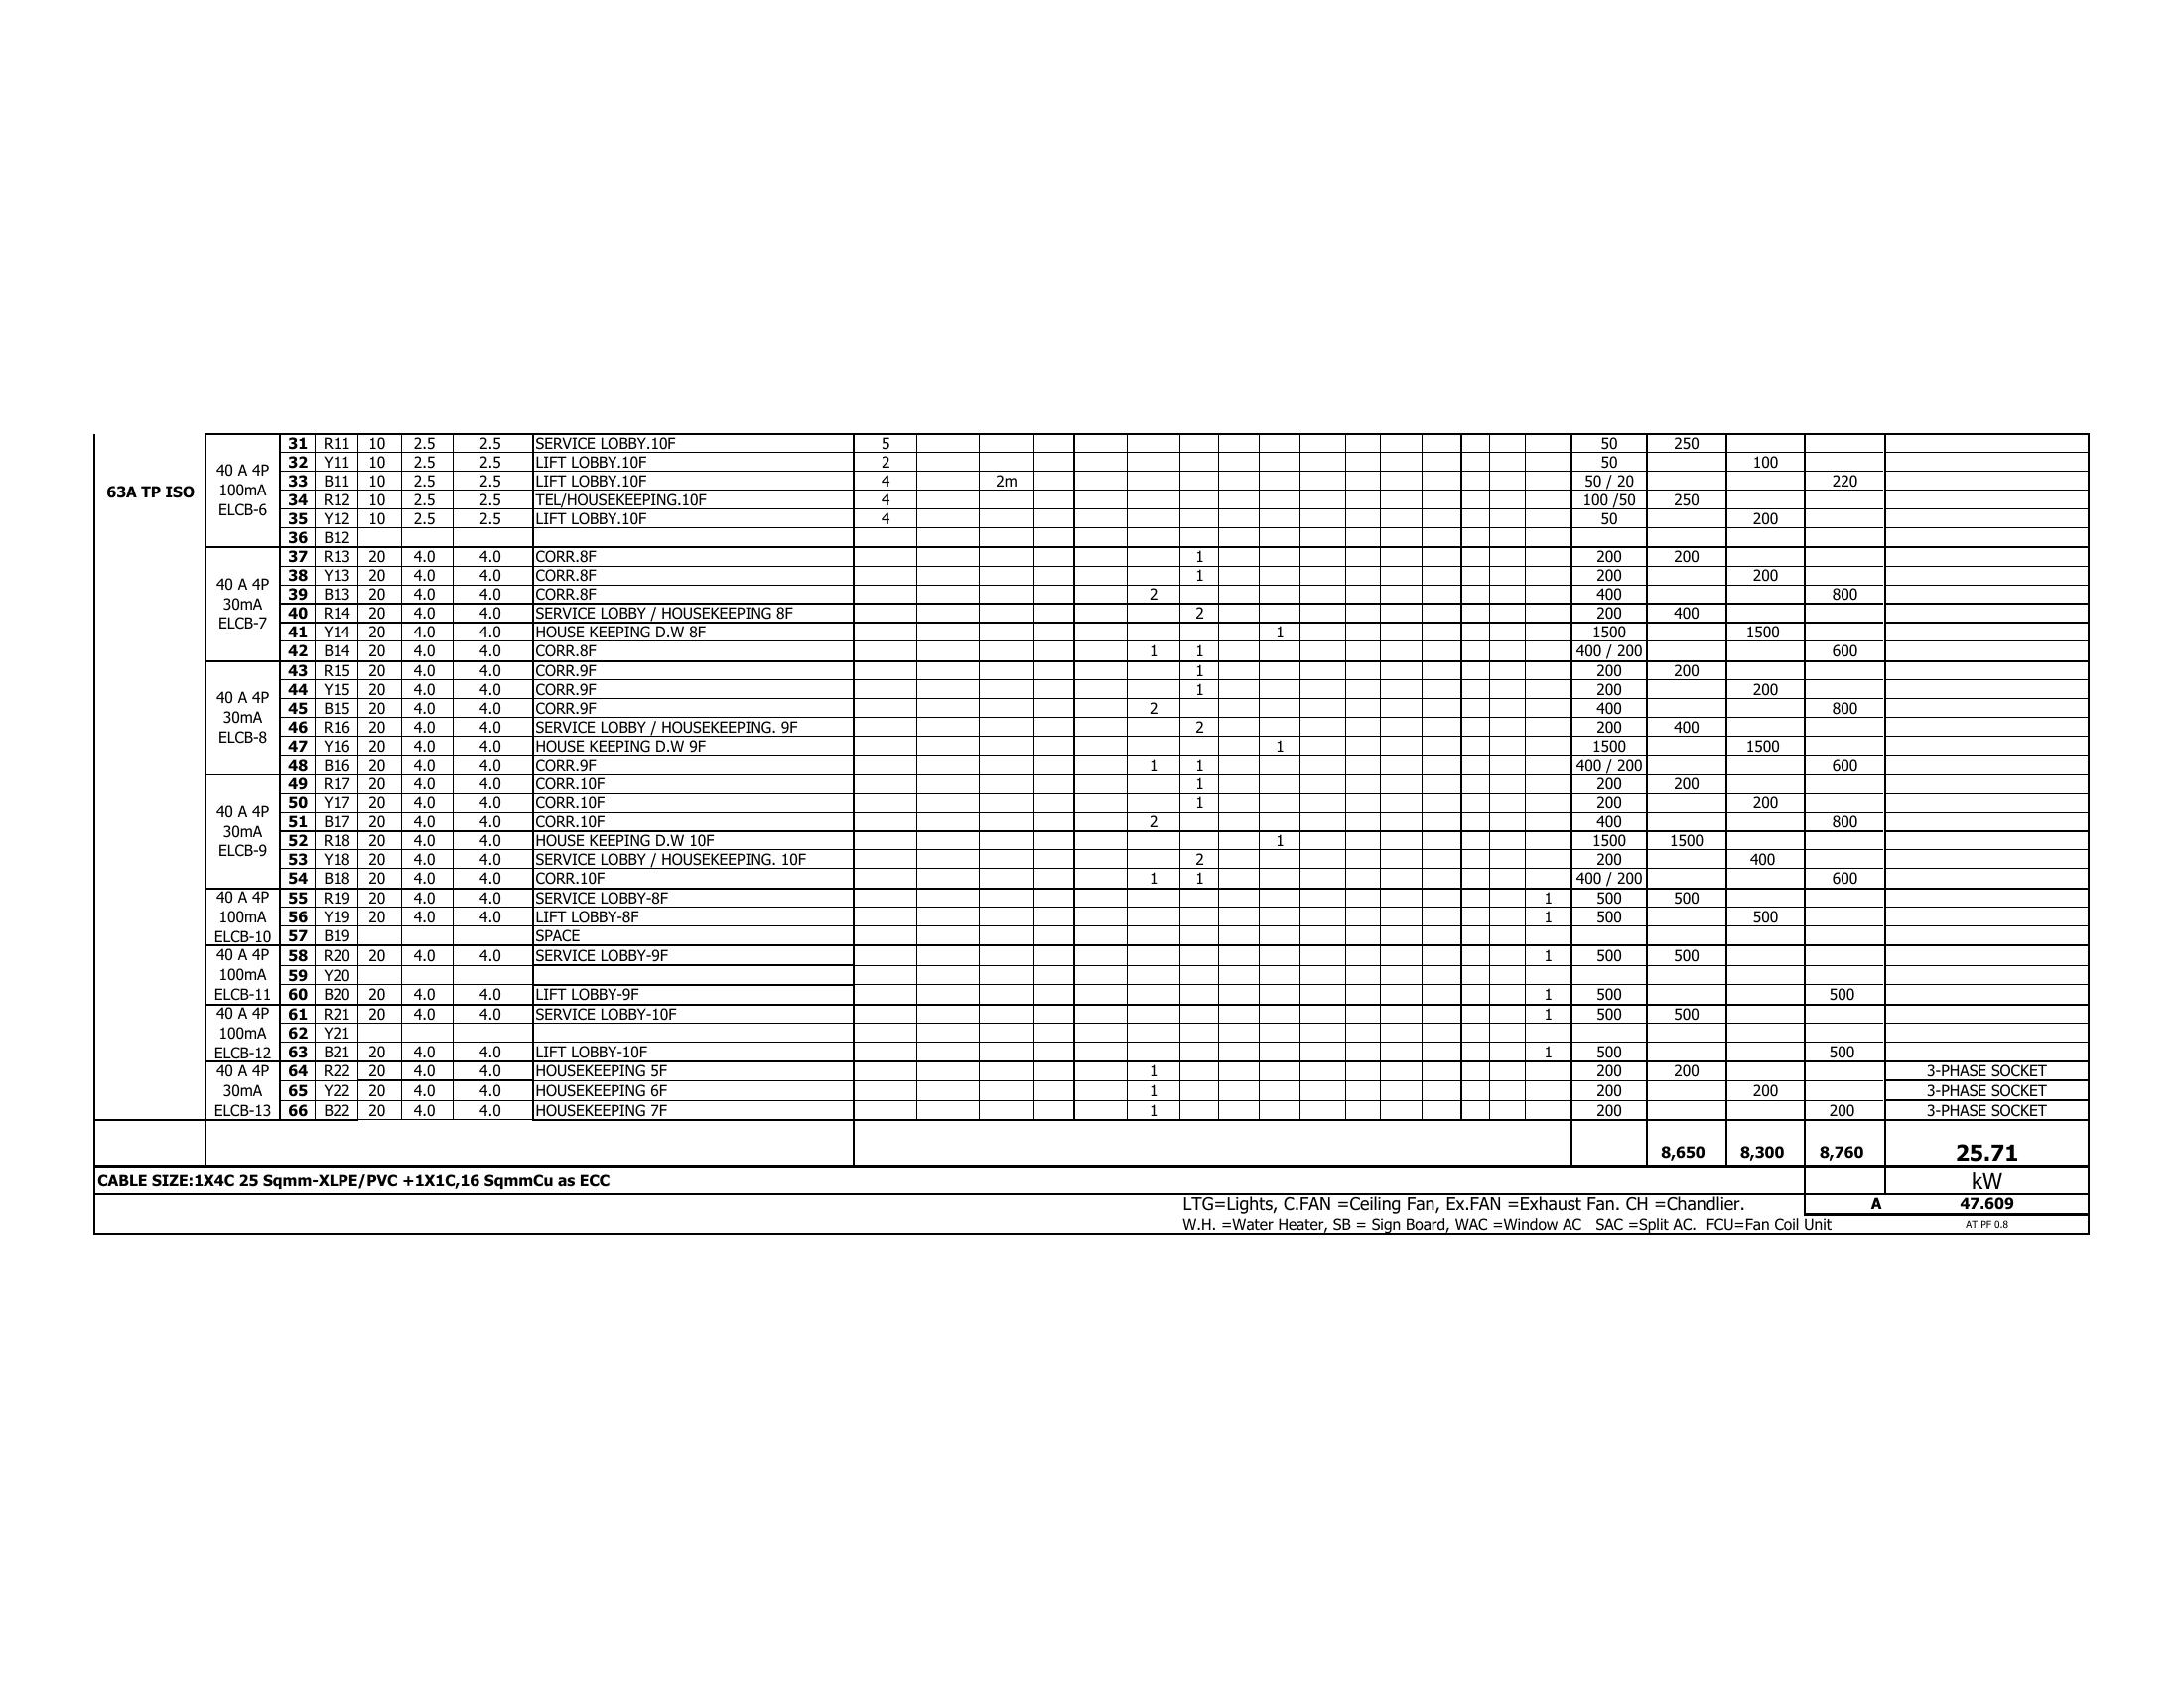 31 R11 10 2.5 2.5 SERVICE LOBBY.10F 5 50 250
32 Y11 10 2.5 2.5 LIFT LOBBY.10F 2 50 100
40 A 4P
63A TP ISO 100mA 33 B11 10 2.5 2.5 LIFT LOBBY.10F 4 2m 50 / 20 220
34 R12 10 2.5 2.5 TEL/HOUSEKEEPING.10F 4 100 /50 250
ELCB-6
35 Y12 10 2.5 2.5 LIFT LOBBY.10F 4 50 200
36 B12
37 R13 20 4.0 4.0 CORR.8F 1 200 200
38 Y13 20 4.0 4.0 CORR.8F 1 200 200
40 A 4P
39 B13 20 4.0 4.0 CORR.8F 2 400 800
30mA
40 R14 20 4.0 4.0 SERVICE LOBBY / HOUSEKEEPING 8F 2 200 400
ELCB-7
41 Y14 20 4.0 4.0 HOUSE KEEPING D.W 8F 1 1500 1500
42 B14 20 4.0 4.0 CORR.8F 1 1 400 / 200 600
43 R15 20 4.0 4.0 CORR.9F 1 200 200
44 Y15 20 4.0 4.0 CORR.9F 1 200 200
40 A 4P
45 B15 20 4.0 4.0 CORR.9F 2 400 800
30mA
46 R16 20 4.0 4.0 SERVICE LOBBY / HOUSEKEEPING. 9F 2 200 400
ELCB-8
47 Y16 20 4.0 4.0 HOUSE KEEPING D.W 9F 1 1500 1500
48 B16 20 4.0 4.0 CORR.9F 1 1 400 / 200 600
49 R17 20 4.0 4.0 CORR.10F 1 200 200
50 Y17 20 4.0 4.0 CORR.10F 1 200 200
40 A 4P
51 B17 20 4.0 4.0 CORR.10F 2 400 800
30mA
52 R18 20 4.0 4.0 HOUSE KEEPING D.W 10F 1 1500 1500
ELCB-9
53 Y18 20 4.0 4.0 SERVICE LOBBY / HOUSEKEEPING. 10F 2 200 400
54 B18 20 4.0 4.0 CORR.10F 1 1 400 / 200 600
40 A 4P 55 R19 20 4.0 4.0 SERVICE LOBBY-8F 1 500 500
100mA 56 Y19 20 4.0 4.0 LIFT LOBBY-8F 1 500 500
ELCB-10 57 B19 SPACE
40 A 4P 58 R20 20 4.0 4.0 SERVICE LOBBY-9F 1 500 500
100mA 59 Y20
ELCB-11 60 B20 20 4.0 4.0 LIFT LOBBY-9F 1 500 500
40 A 4P 61 R21 20 4.0 4.0 SERVICE LOBBY-10F 1 500 500
100mA 62 Y21
ELCB-12 63 B21 20 4.0 4.0 LIFT LOBBY-10F 1 500 500
40 A 4P 64 R22 20 4.0 4.0 HOUSEKEEPING 5F 1 200 200 3-PHASE SOCKET
30mA 65 Y22 20 4.0 4.0 HOUSEKEEPING 6F 1 200 200 3-PHASE SOCKET
ELCB-13 66 B22 20 4.0 4.0 HOUSEKEEPING 7F 1 200 200 3-PHASE SOCKET
8,650 8,300 8,760 25.71
CABLE SIZE:1X4C 25 Sqmm-XLPE/PVC +1X1C,16 SqmmCu as ECC kW
LTG=Lights, C.FAN =Ceiling Fan, Ex.FAN =Exhaust Fan. CH =Chandlier. A 47.609
W.H. =Water Heater, SB = Sign Board, WAC =Window AC SAC =Split AC. FCU=Fan Coil Unit AT PF 0.8